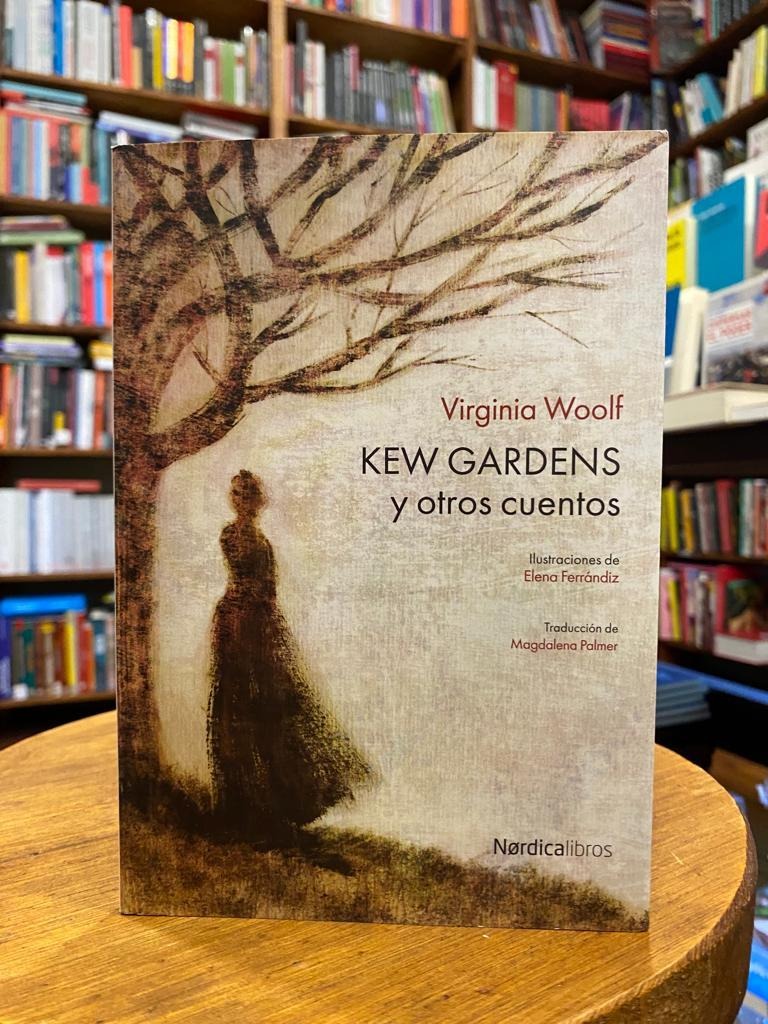 Virginia Woolf
KEW GARDENS
y otros cuentos
Ilustraciones de
Elena Ferrándiz
Traducción de
Magdalena Palmer
Nørdicalibros